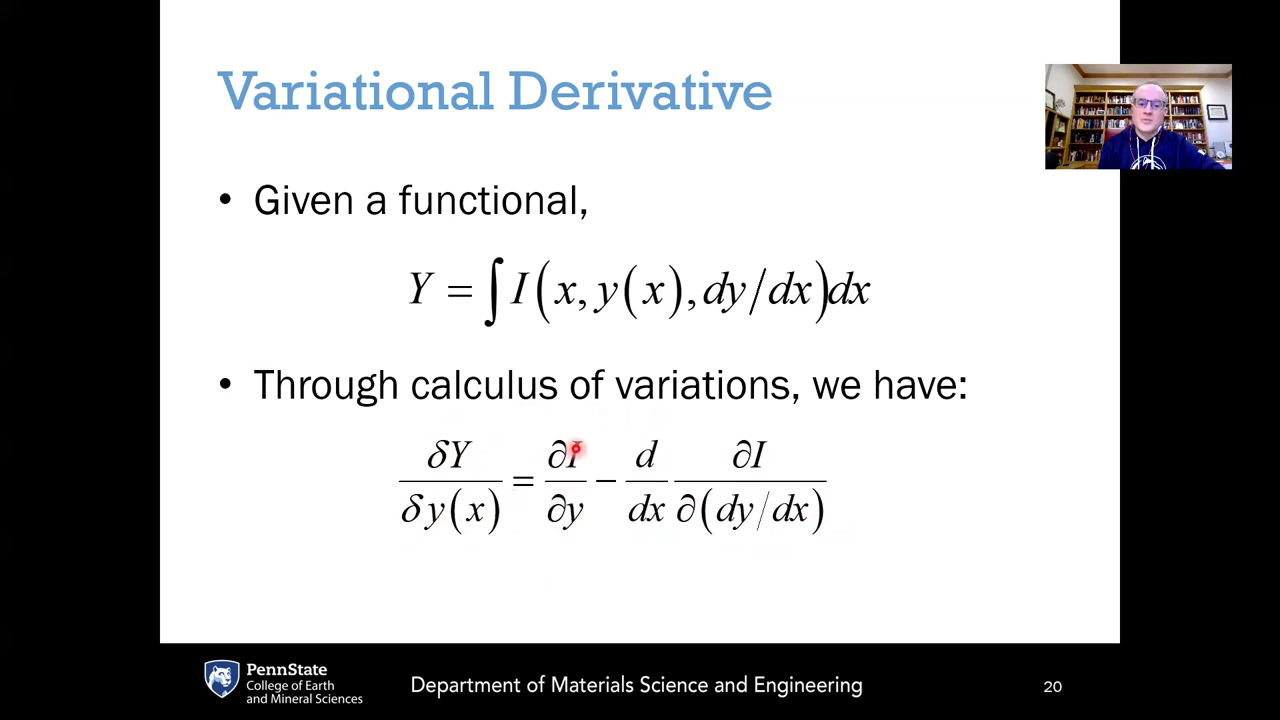 Variational Derivative
• Given a functional,
Y = ∫ I(x, y(x), dy/dx)dx
• Through calculus of variations, we have:
δY/δy(x) = ∂I/∂y − d/dx ∂I/∂(dy/dx)
PennState
College of Earth
and Mineral Sciences
Department of Materials Science and Engineering
20